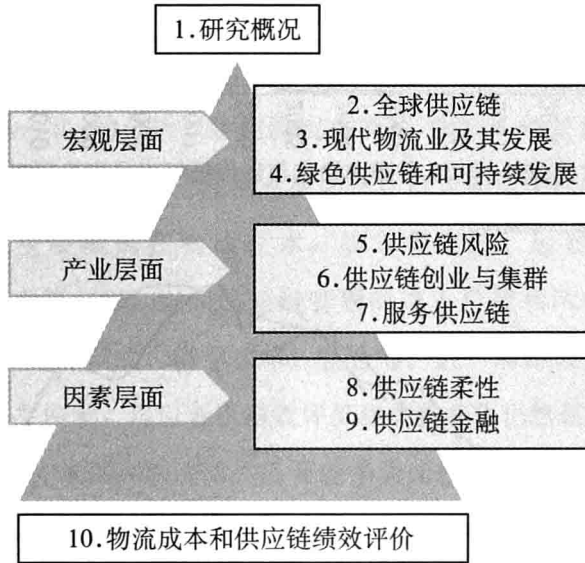 1.研究概况
宏观层面
2.全球供应链
3.现代物流业及其发展
4.绿色供应链和可持续发展
产业层面
5.供应链风险
6.供应链创业与集群
7.服务供应链
因素层面
8.供应链柔性
9.供应链金融
10.物流成本和供应链绩效评价